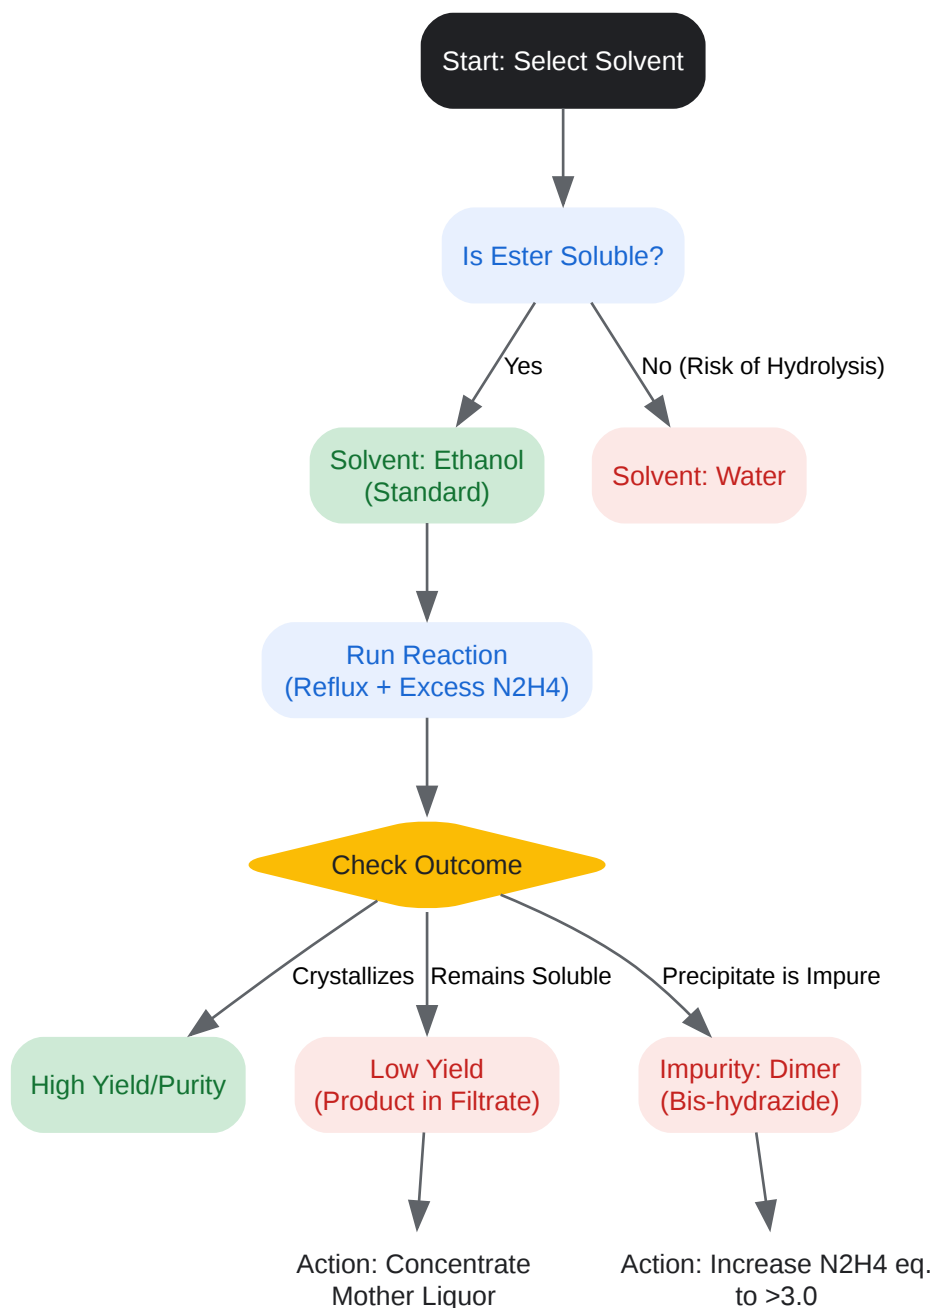 Start: Select Solvent
Is Ester Soluble?
Yes
No (Risk of Hydrolysis)
Solvent: Ethanol
(Standard)
Solvent: Water
Run Reaction
(Reflux + Excess N2H4)
Check Outcome
Crystallizes
Remains Soluble
Precipitate is Impure
High Yield/Purity
Low Yield
(Product in Filtrate)
Impurity: Dimer
(Bis-hydrazide)
Action: Concentrate
Mother Liquor
Action: Increase N2H4 eq.
to >3.0